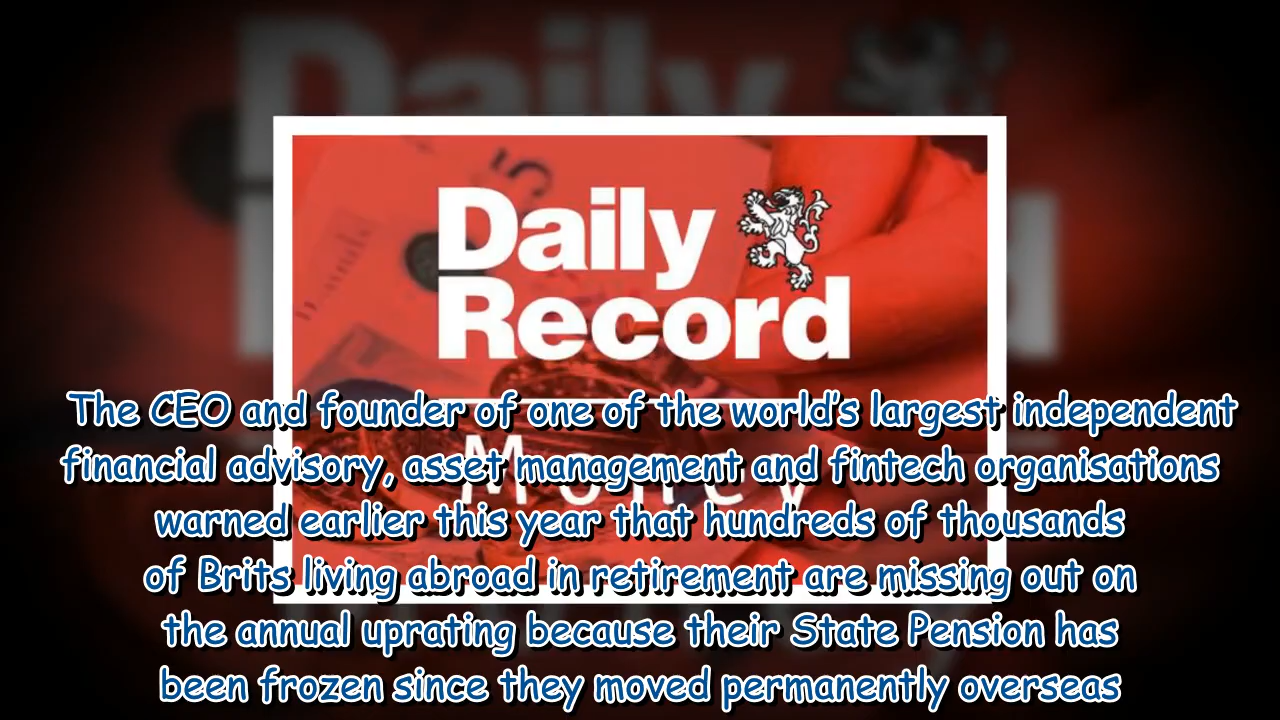 Daily
Record
Money
The CEO and founder of one of the world's largest independent
financial advisory, asset management and fintech organisations
warned earlier this year that hundreds of thousands
of Brits living abroad in retirement are missing out on
the annual uprating because their State Pension has
been frozen since they moved permanently overseas